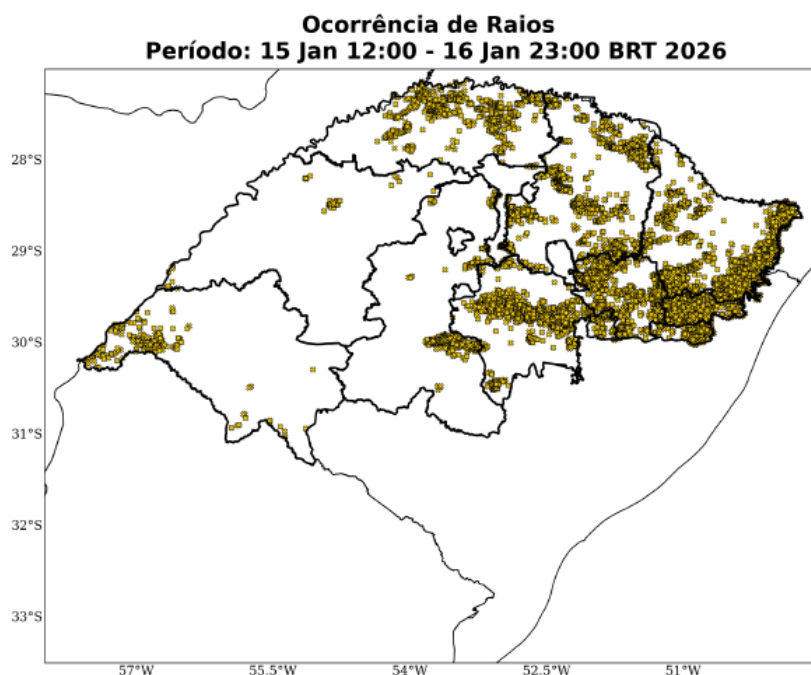 Ocorrência de Raios
Período: 15 Jan 12:00 - 16 Jan 23:00 BRT 2026
28°S
29°S
30°S
31°S
32°S
33°S
57°W 55.5°W 54°W 52.5°W 51°W